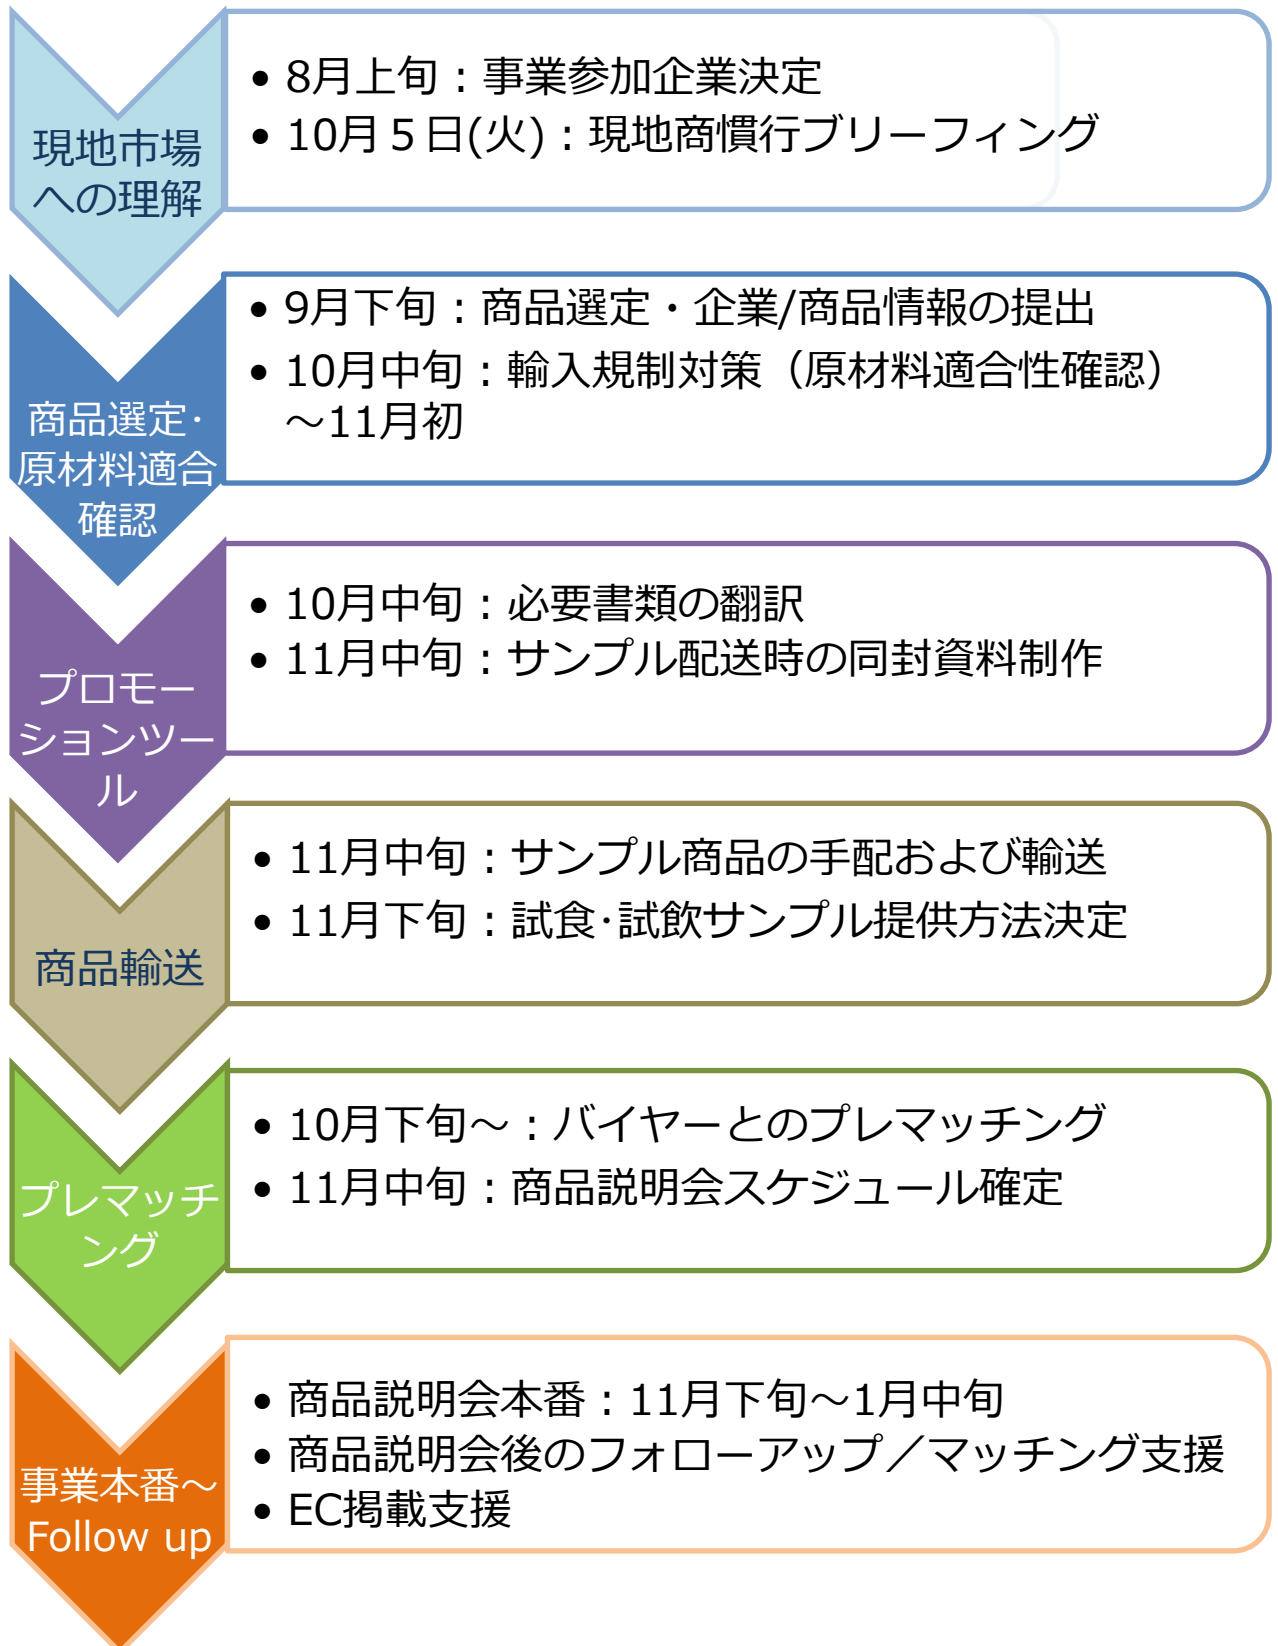 現地市場
への理解
• 8月上旬：事業参加企業決定
• 10月５日(火)：現地商慣行ブリーフィング
商品選定･
原材料適合
確認
• 9月下旬：商品選定・企業/商品情報の提出
• 10月中旬：輸入規制対策（原材料適合性確認）
～11月初
プロモー
ションツー
ル
• 10月中旬：必要書類の翻訳
• 11月中旬：サンプル配送時の同封資料制作
商品輸送
• 11月中旬：サンプル商品の手配および輸送
• 11月下旬：試食･試飲サンプル提供方法決定
プレマッチ
ング
• 10月下旬～：バイヤーとのプレマッチング
• 11月中旬：商品説明会スケジュール確定
事業本番～
Follow up
• 商品説明会本番：11月下旬～1月中旬
• 商品説明会後のフォローアップ／マッチング支援
• EC掲載支援